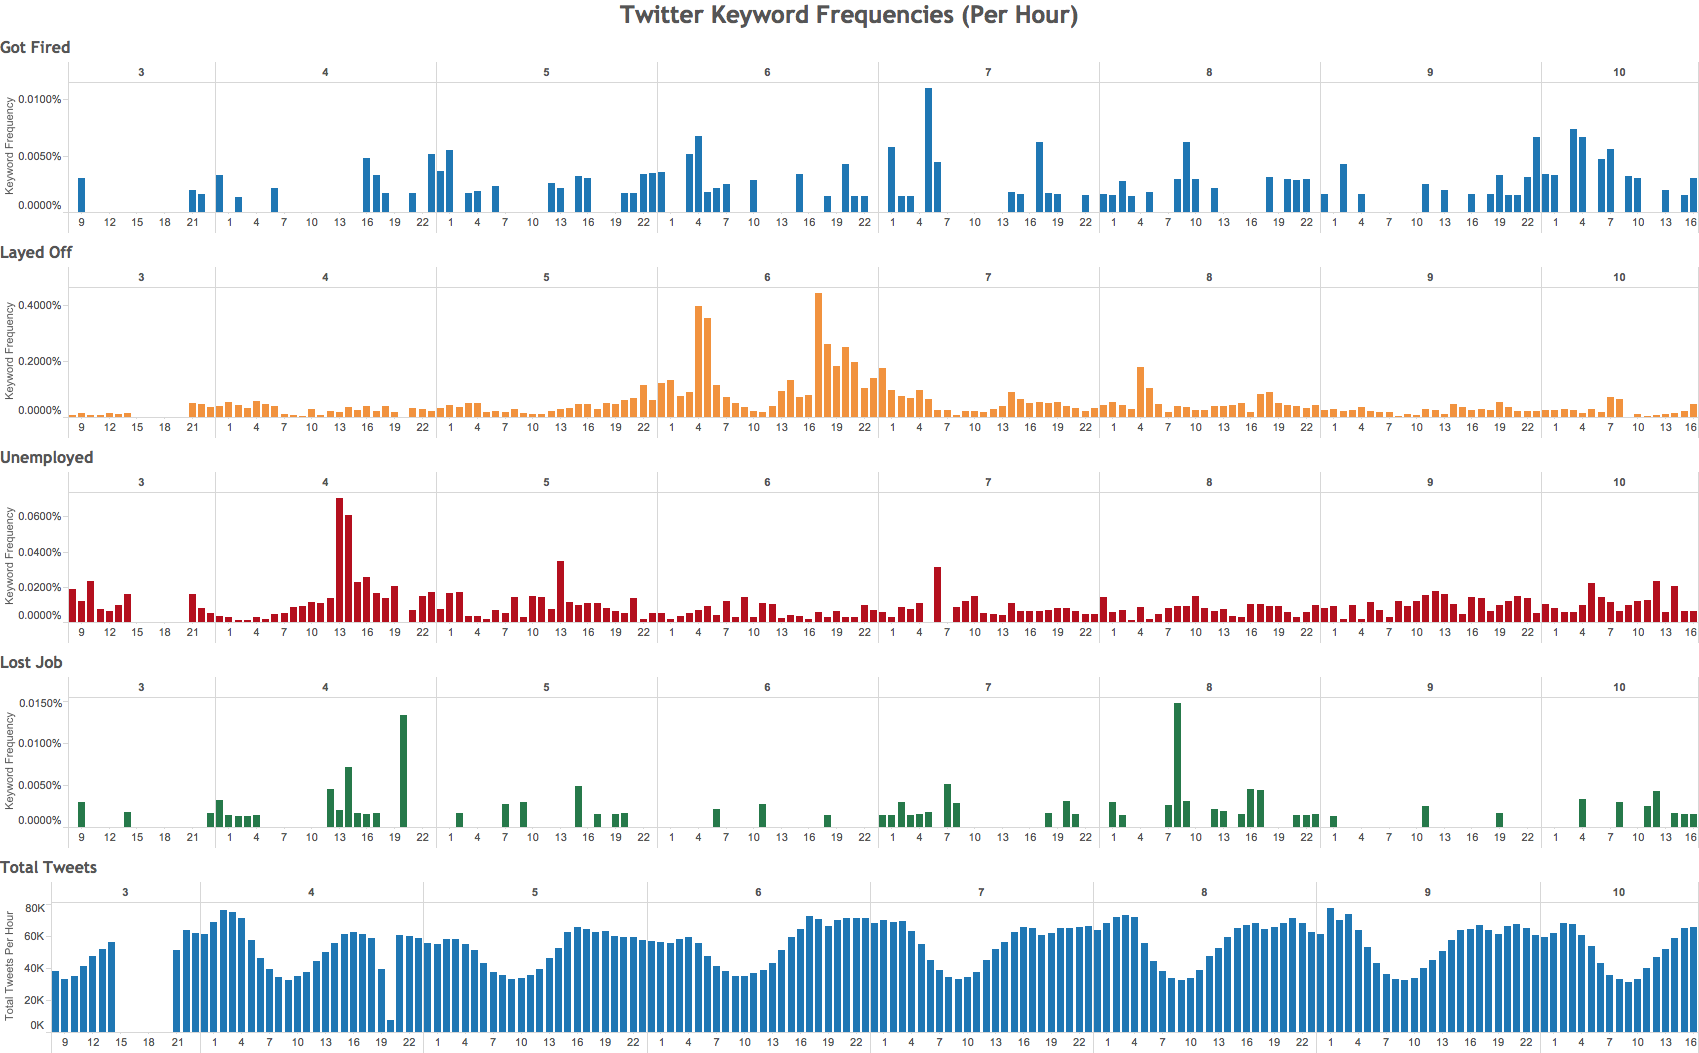 Twitter Keyword Frequencies (Per Hour)
Got Fired
3 4 5 6 7 8 9 10
Keyword Frequency
0.0100%
0.0050%
0.0000%
9 12 15 18 21 1 4 7 10 13 16 19 22 1 4 7 10 13 16 19 22 1 4 7 10 13 16 19 22 1 4 7 10 13 16 19 22 1 4 7 10 13 16 19 22 1 4 7 10 13 16 19 22 1 4 7 10 13 16
Layed Off
3 4 5 6 7 8 9 10
Keyword Frequency
0.4000%
0.2000%
0.0000%
9 12 15 18 21 1 4 7 10 13 16 19 22 1 4 7 10 13 16 19 22 1 4 7 10 13 16 19 22 1 4 7 10 13 16 19 22 1 4 7 10 13 16 19 22 1 4 7 10 13 16 19 22 1 4 7 10 13 16
Unemployed
3 4 5 6 7 8 9 10
Keyword Frequency
0.0600%
0.0400%
0.0200%
0.0000%
9 12 15 18 21 1 4 7 10 13 16 19 22 1 4 7 10 13 16 19 22 1 4 7 10 13 16 19 22 1 4 7 10 13 16 19 22 1 4 7 10 13 16 19 22 1 4 7 10 13 16 19 22 1 4 7 10 13 16
Lost Job
3 4 5 6 7 8 9 10
Keyword Frequency
0.0150%
0.0100%
0.0050%
0.0000%
9 12 15 18 21 1 4 7 10 13 16 19 22 1 4 7 10 13 16 19 22 1 4 7 10 13 16 19 22 1 4 7 10 13 16 19 22 1 4 7 10 13 16 19 22 1 4 7 10 13 16 19 22 1 4 7 10 13 16
Total Tweets
3 4 5 6 7 8 9 10
Total Tweets Per Hour
80K
60K
40K
20K
0K
9 12 15 18 21 1 4 7 10 13 16 19 22 1 4 7 10 13 16 19 22 1 4 7 10 13 16 19 22 1 4 7 10 13 16 19 22 1 4 7 10 13 16 19 22 1 4 7 10 13 16 19 22 1 4 7 10 13 16